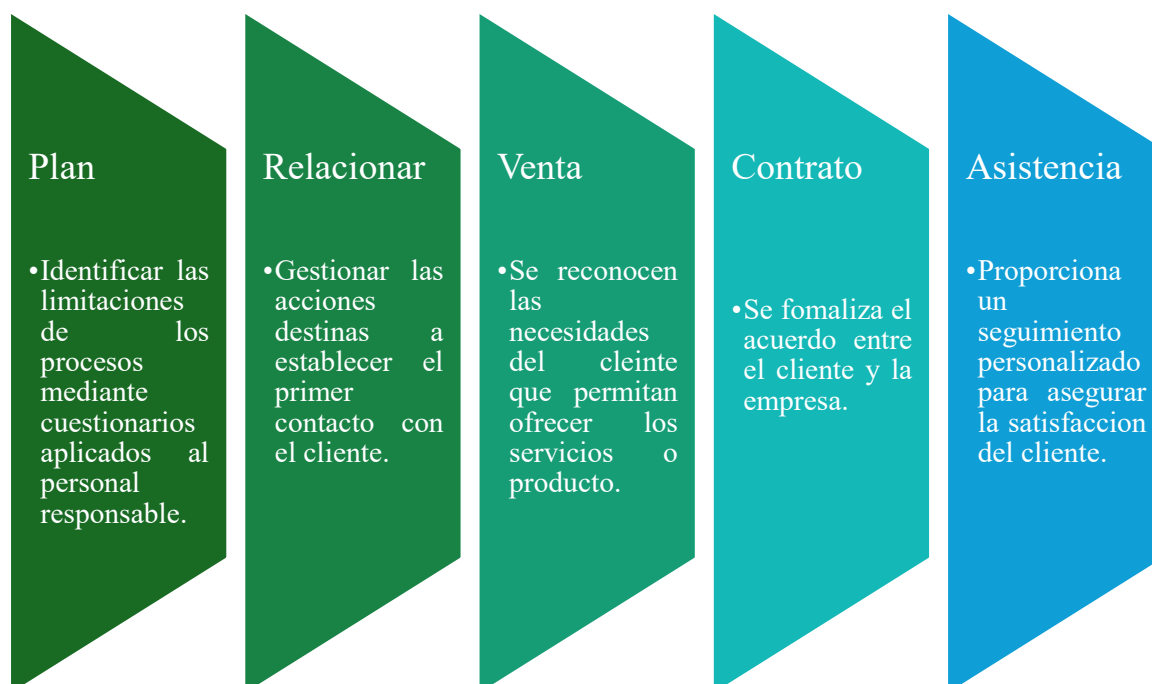 Plan
•Identificar las
limitaciones
de los
procesos
mediante
cuestionarios
aplicados al
personal
responsable.
Relacionar
•Gestionar las
acciones
destinas a
establecer el
primer
contacto con
el cliente.
Venta
•Se reconocen
las
necesidades
del cleinte
que permitan
ofrecer los
servicios o
producto.
Contrato
•Se fomaliza el
acuerdo entre
el cliente y la
empresa.
Asistencia
•Proporciona
un
seguimiento
personalizado
para asegurar
la satisfaccion
del cliente.